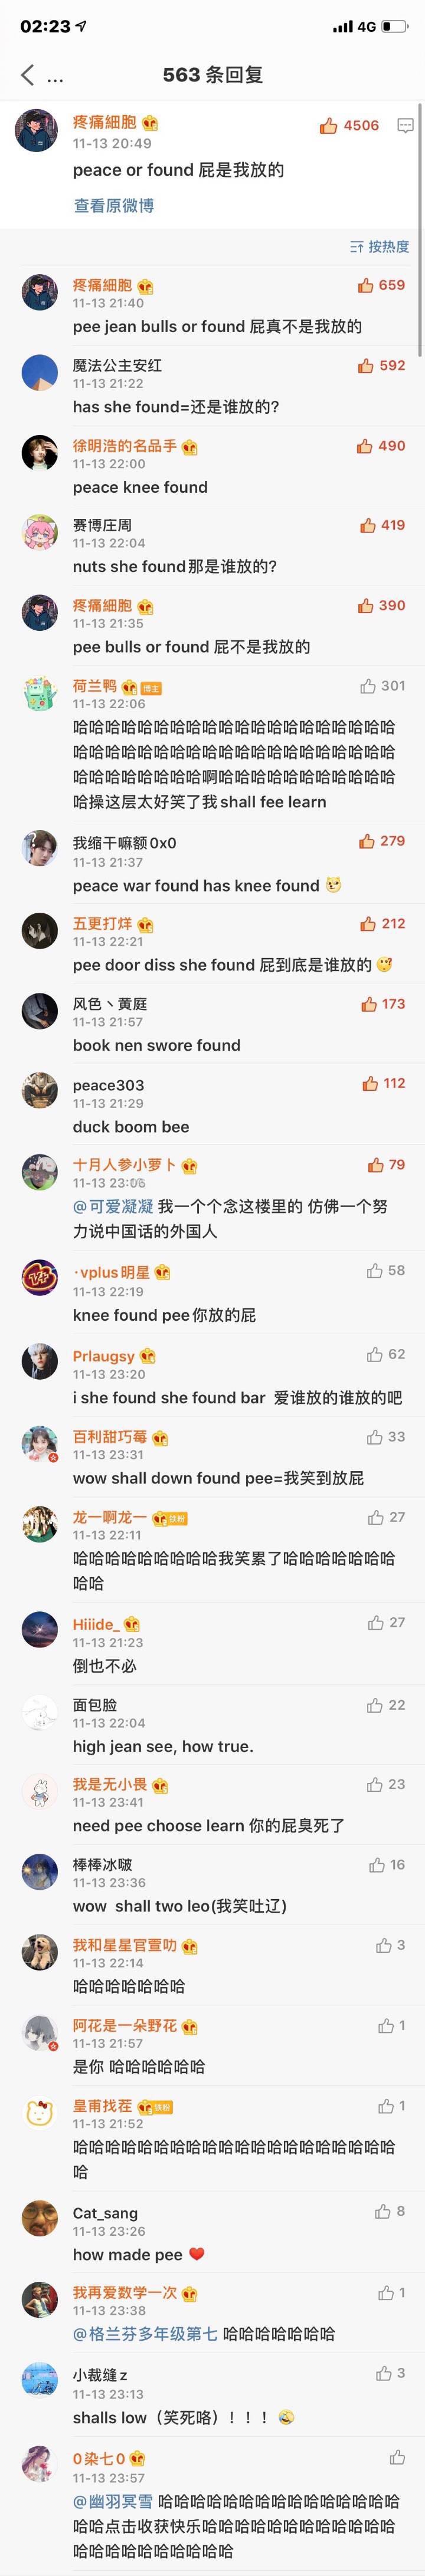 02:23
4G
...
563 条回复
疼痛細胞
4506
11-13 20:49
peace or found 屁是我放的
查看原微博
按热度
疼痛細胞
659
11-13 21:40
pee jean bulls or found 屁真不是我放的
魔法公主安红
592
11-13 21:22
has she found=还是谁放的?
徐明浩的名品手
490
11-13 22:00
peace knee found
赛博庄周
419
11-13 22:04
nuts she found那是谁放的?
疼痛細胞
390
11-13 21:35
pee bulls or found 屁不是我放的
荷兰鸭 博主
301
11-13 22:06
哈哈哈哈哈哈哈哈哈哈哈哈哈哈哈哈哈哈哈哈
哈哈哈哈哈哈哈哈哈哈哈哈哈哈哈哈哈哈哈哈
哈哈哈哈哈哈哈哈啊哈哈哈哈哈哈哈哈哈哈哈
哈操这层太好笑了我shall fee learn
我缩干嘛额0x0
279
11-13 21:37
peace war found has knee found
五更打烊
212
11-13 22:21
pee door diss she found 屁到底是谁放的
风色丶黄庭
173
11-13 21:57
book nen swore found
peace303
112
11-13 21:29
duck boom bee
十月人参小萝卜
79
11-13 23:06
@可爱凝凝 我一个个念这楼里的 仿佛一个努
力说中国话的外国人
·vplus明星
58
11-13 22:19
knee found pee你放的屁
Prlaugsy
62
11-13 23:20
i she found she found bar 爱谁放的谁放的吧
百利甜巧莓
33
11-13 23:31
wow shall down found pee=我笑到放屁
龙一啊龙一 铁粉
27
11-13 22:11
哈哈哈哈哈哈哈哈哈我笑累了哈哈哈哈哈哈哈
哈哈
Hiiide_
27
11-13 21:23
倒也不必
面包脸
22
11-13 22:04
high jean see, how true.
我是无小畏
23
11-13 23:41
need pee choose learn 你的屁臭死了
棒棒冰啵
16
11-13 23:36
wow shall two leo(我笑吐辽)
我和星星官萱叻
3
11-13 22:14
哈哈哈哈哈哈哈
阿花是一朵野花
1
11-13 21:57
是你 哈哈哈哈哈哈
皇甫找茬 铁粉
1
11-13 21:52
哈哈哈哈哈哈哈哈哈哈哈哈哈哈哈哈哈哈哈哈
哈
Cat_sang
8
11-13 23:26
how made pee
我再爱数学一次
1
11-13 23:38
@格兰芬多年级第七 哈哈哈哈哈哈哈
小裁缝z
3
11-13 23:13
shalls low（笑死咯）！！！
0染七0
11-13 23:57
@幽羽冥雪 哈哈哈哈哈哈哈哈哈哈哈哈哈哈哈
哈哈点击收获快乐哈哈哈哈哈哈哈哈哈哈哈哈
哈哈哈哈哈哈哈哈哈哈